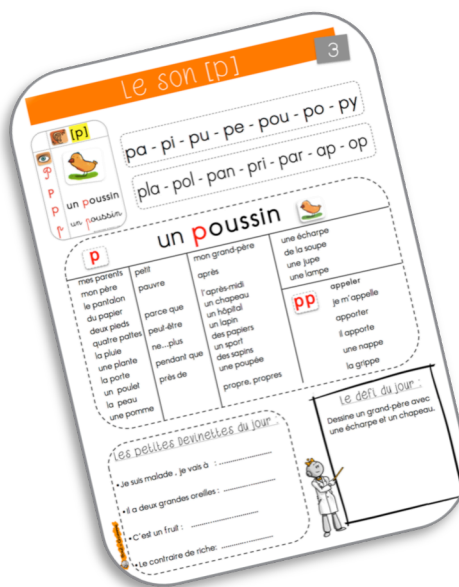 Le son [p]
3
[p]
p
p
p
p
un poussin
un poussin
pa - pi - pu - pe - pou - po - py
pla - pol - pan - pri - par - ap - op
un poussin
p
mes parents
mon père
le pantalon
du papier
deux pieds
quatre pattes
la pluie
une plante
la porte
un poulet
la peau
une pomme
petit
pauvre
parce que
peut-être
ne...plus
pendant que
près de
mon grand-père
après
l'après-midi
un chapeau
un hôpital
un lapin
des papiers
un sport
des sapins
une poupée
propre, propres
une écharpe
de la soupe
une jupe
une lampe
pp
appeler
je m'appelle
apporter
il apporte
une nappe
la grippe
Les petites Devinettes du jour :
•Je suis malade , je vais à : ....................
•Il a deux grandes oreilles : ....................
•C'est un fruit : ....................
•Le contraire de riche: ....................
Le défi du jour :
Dessine un grand-père avec
une écharpe et un chapeau.